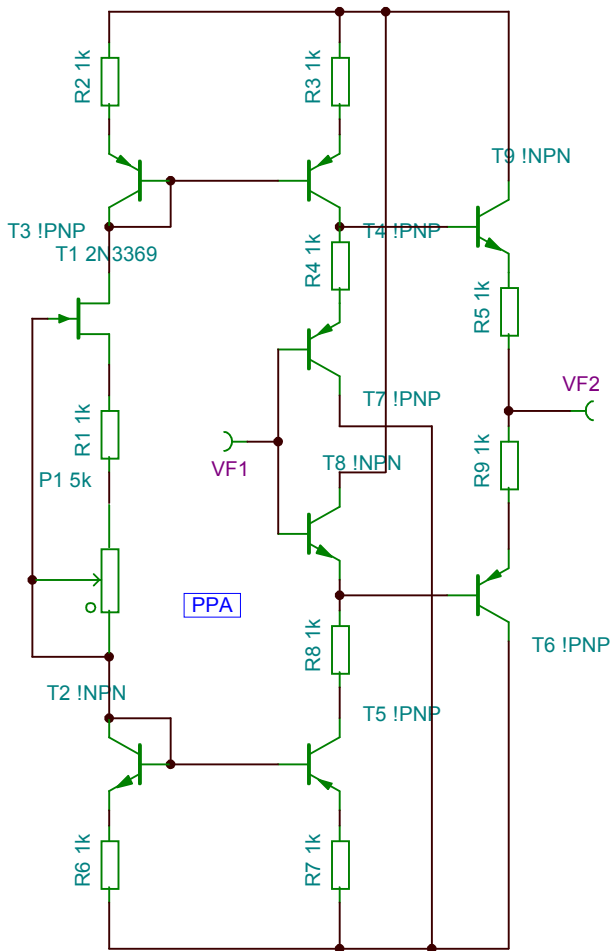 R2 1k
R3 1k
T9 !NPN
T3 !PNP
T4 !PNP
T1 2N3369
R4 1k
R5 1k
R1 1k
T7 !PNP
VF2
VF1
T8 !NPN
R9 1k
P1 5k
PPA
R8 1k
T6 !PNP
T2 !NPN
T5 !PNP
R6 1k
R7 1k